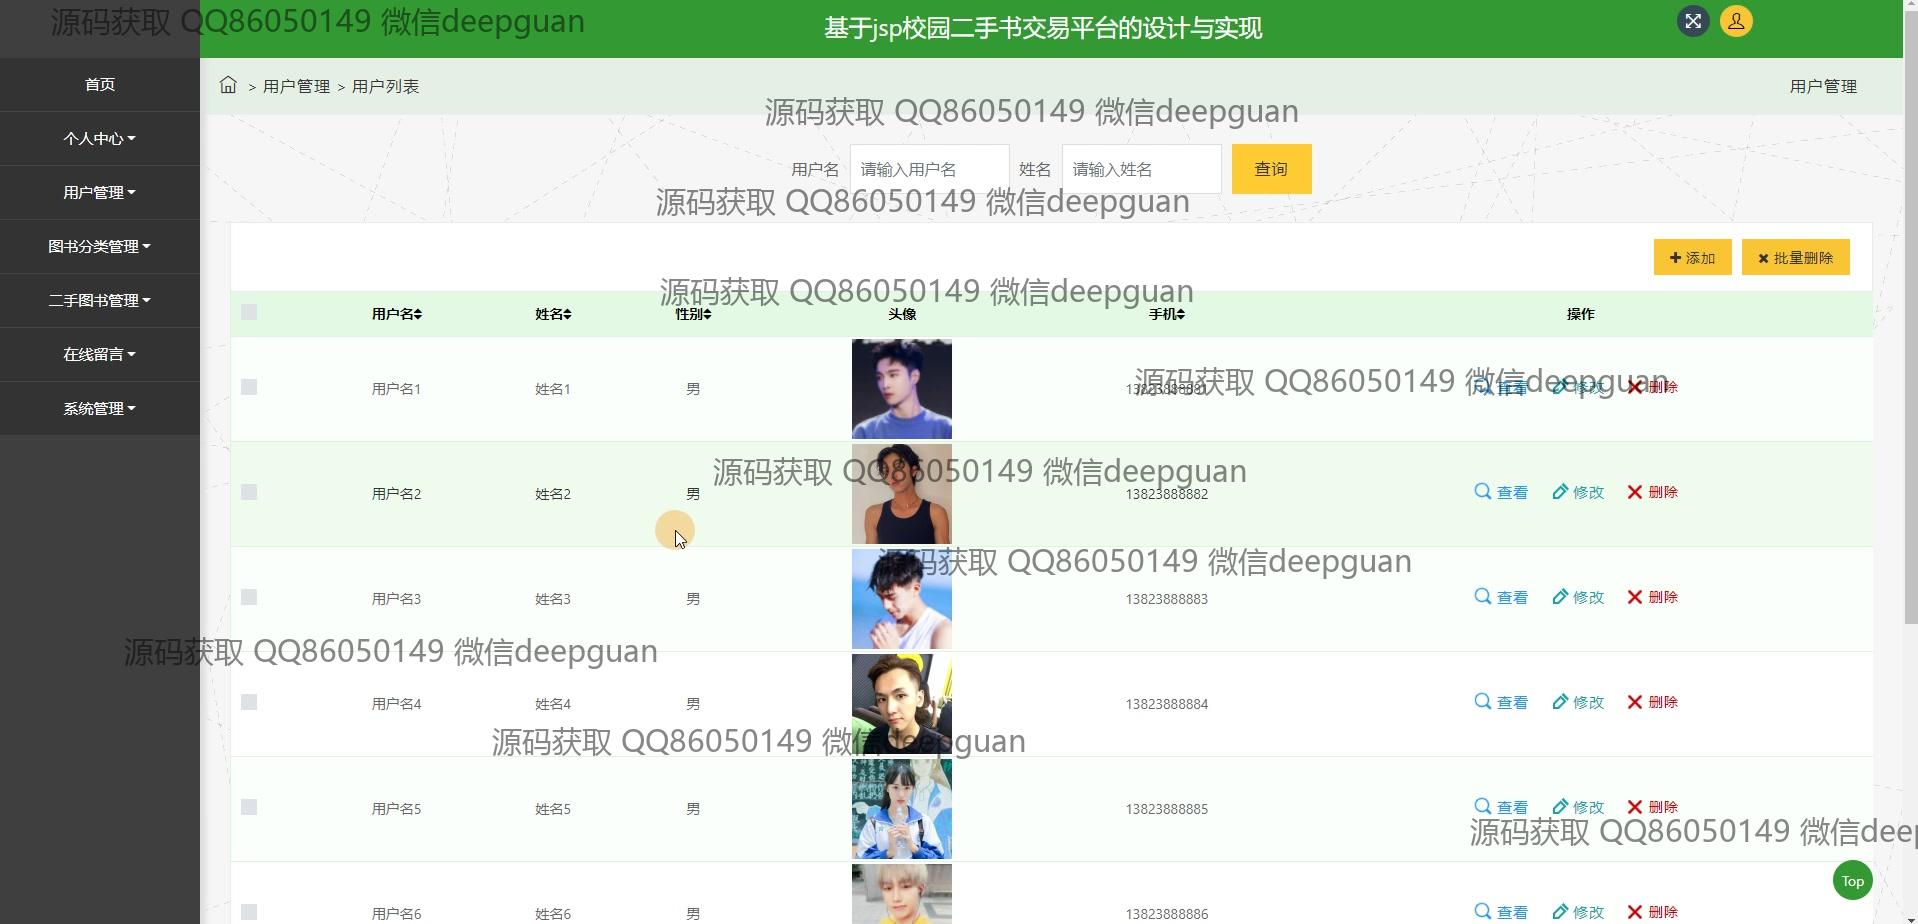 源码获取 QQ86050149 微信deepguan
基于jsp校园二手书交易平台的设计与实现
首页
个人中心
用户管理
图书分类管理
二手图书管理
在线留言
系统管理
> 用户管理 > 用户列表
用户管理
源码获取 QQ86050149 微信deepguan
用户名 请输入用户名 姓名 请输入姓名 查询
源码获取 QQ86050149 微信deepguan
添加 批量删除
源码获取 QQ86050149 微信deepguan
用户名 姓名 性别 头像 手机 操作
源码获取 QQ86050149 微信deepguan
用户名1 姓名1 男 13823888881 查看 修改 删除
源码获取 QQ86050149 微信deepguan
用户名2 姓名2 男 13823888882 查看 修改 删除
源码获取 QQ86050149 微信deepguan
用户名3 姓名3 男 13823888883 查看 修改 删除
源码获取 QQ86050149 微信deepguan
用户名4 姓名4 男 13823888884 查看 修改 删除
源码获取 QQ86050149 微信deepguan
用户名5 姓名5 男 13823888885 查看 修改 删除
源码获取 QQ86050149 微信deep
Top
用户名6 姓名6 男 13823888886 查看 修改 删除